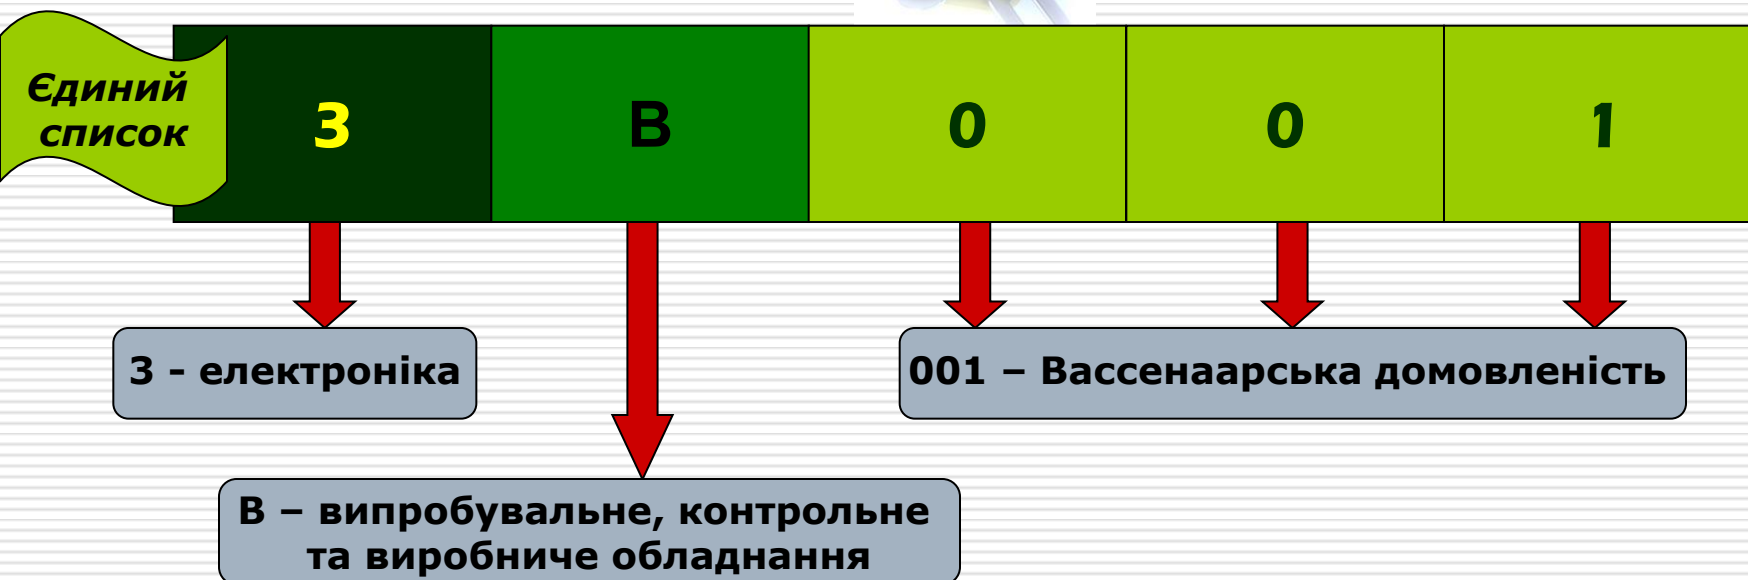 Єдиний
список
3
В
0
0
1
3 - електроніка
001 – Вассенаарська домовленість
В – випробувальне, контрольне
та виробниче обладнання